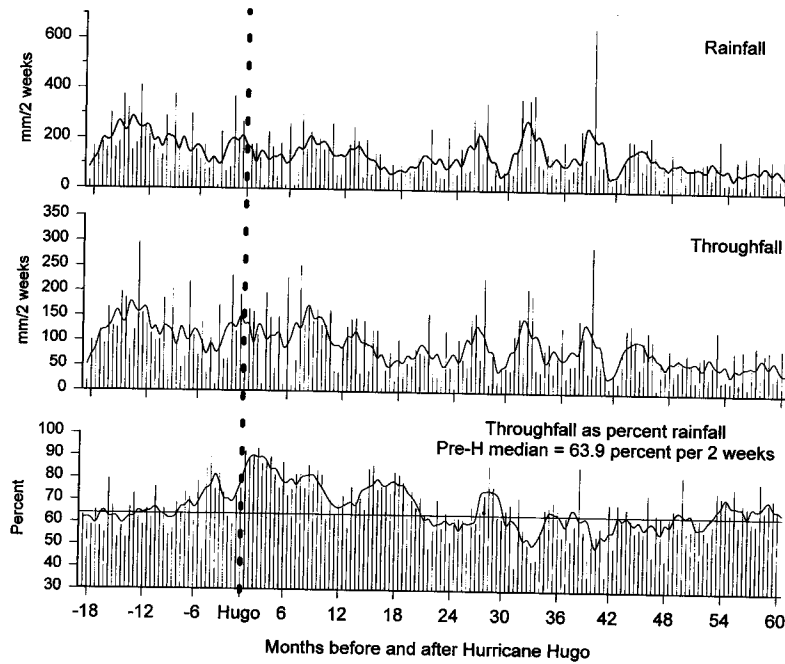 Rainfall
mm/2 weeks
600
400
200
0
Throughfall
mm/2 weeks
350
300
250
200
150
100
50
0
Throughfall as percent rainfall
Pre-H median = 63.9 percent per 2 weeks
Percent
100
90
80
70
60
50
40
30
-18 -12 -6 Hugo 6 12 18 24 30 36 42 48 54 60
Months before and after Hurricane Hugo